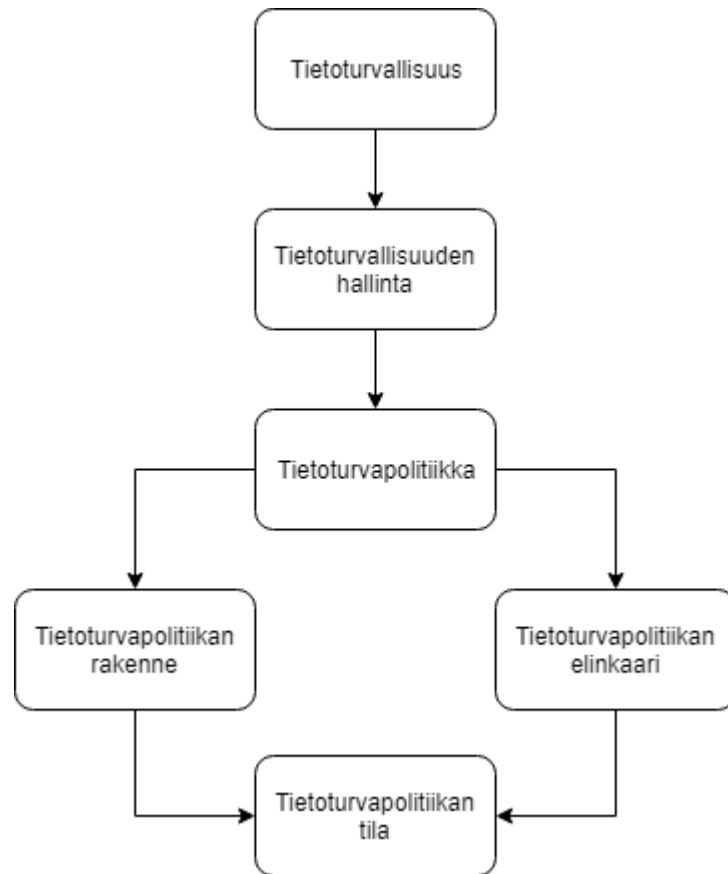 Tietoturvallisuus
Tietoturvallisuuden
hallinta
Tietoturvapolitiikka
Tietoturvapolitiikan
rakenne
Tietoturvapolitiikan
elinkaari
Tietoturvapolitiikan
tila